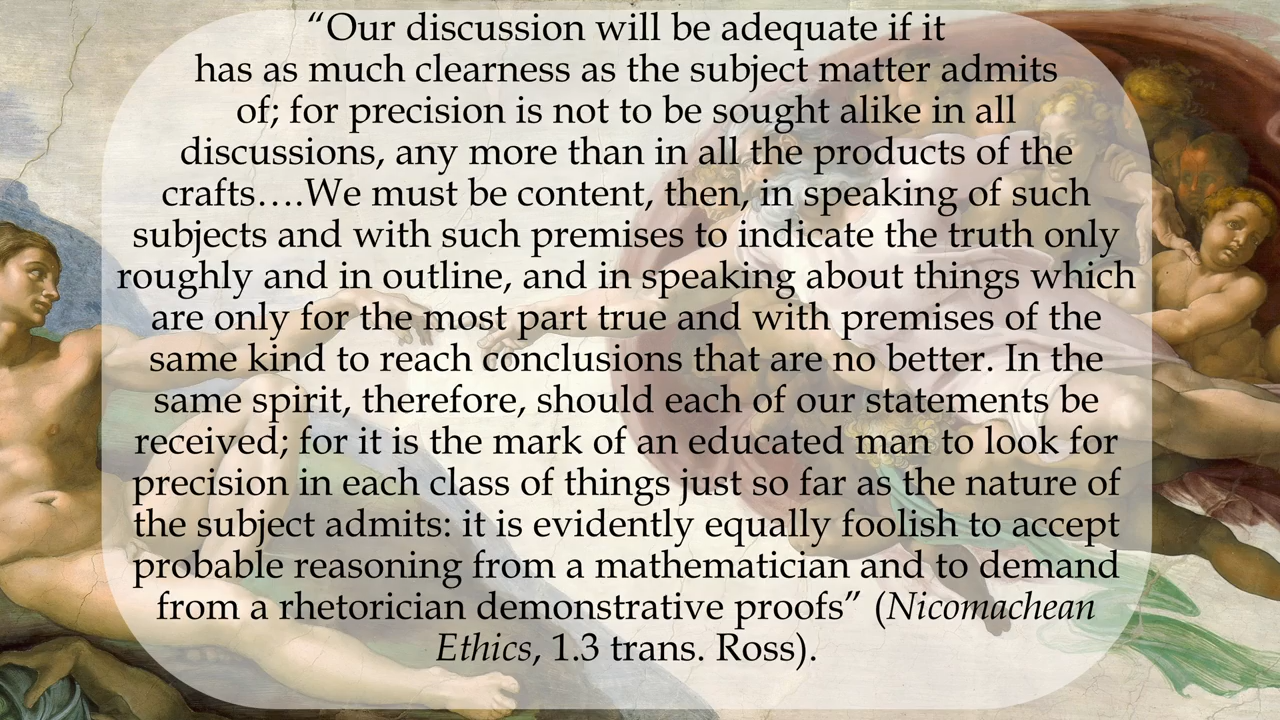 “Our discussion will be adequate if it
has as much clearness as the subject matter admits
of; for precision is not to be sought alike in all
discussions, any more than in all the products of the
crafts….We must be content, then, in speaking of such
subjects and with such premises to indicate the truth only
roughly and in outline, and in speaking about things which
are only for the most part true and with premises of the
same kind to reach conclusions that are no better. In the
same spirit, therefore, should each of our statements be
received; for it is the mark of an educated man to look for
precision in each class of things just so far as the nature of
the subject admits: it is evidently equally foolish to accept
probable reasoning from a mathematician and to demand
from a rhetorician demonstrative proofs” (Nicomachean
Ethics, 1.3 trans. Ross).